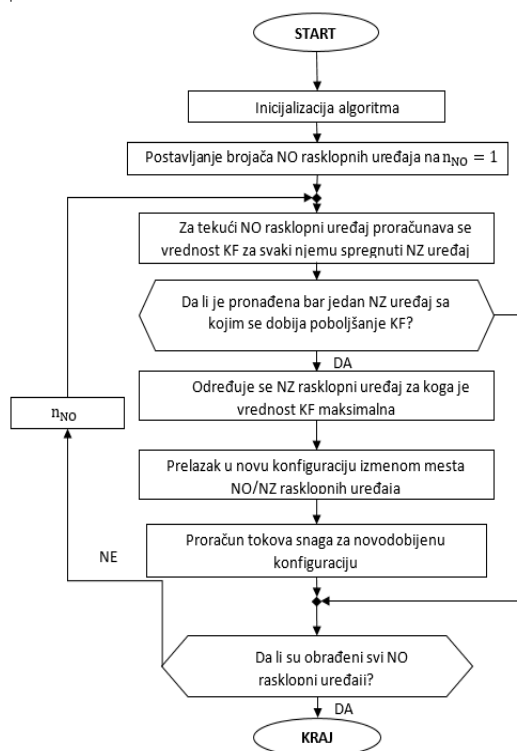 START
Inicijalizacija algoritma
Postavljanje brojača NO rasklopnih uređaja na n_NO = 1
Za tekući NO rasklopni uređaj proračunava se
vrednost KF za svaki njemu spregnuti NZ uređaj
Da li je pronađena bar jedan NZ uređaj sa
kojim se dobija poboljšanje KF?
DA
Određuje se NZ rasklopni uređaj za koga je
vrednost KF maksimalna
n_NO
Prelazak u novu konfiguraciju izmenom mesta
NO/NZ rasklopnih uređaja
Proračun tokova snaga za novodobijenu
konfiguraciju
NE
Da li su obrađeni svi NO
rasklopni uređaji?
DA
KRAJ